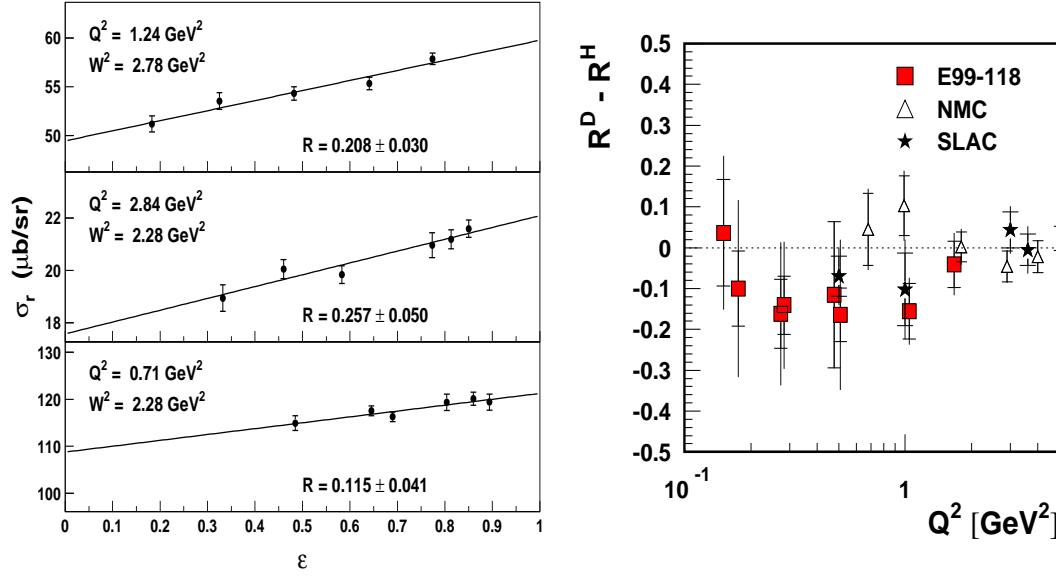 Q² = 1.24 GeV²
W² = 2.78 GeV²
R = 0.208 ± 0.030
60
55
50
Q² = 2.84 GeV²
W² = 2.28 GeV²
R = 0.257 ± 0.050
22
20
18
σr (μb/sr)
Q² = 0.71 GeV²
W² = 2.28 GeV²
R = 0.115 ± 0.041
130
120
110
100
0 0.1 0.2 0.3 0.4 0.5 0.6 0.7 0.8 0.9 1
ε
R^D - R^H
0.5
0.4
0.3
0.2
0.1
0
-0.1
-0.2
-0.3
-0.4
-0.5
E99-118
NMC
SLAC
10⁻¹ 1
Q² [GeV²]